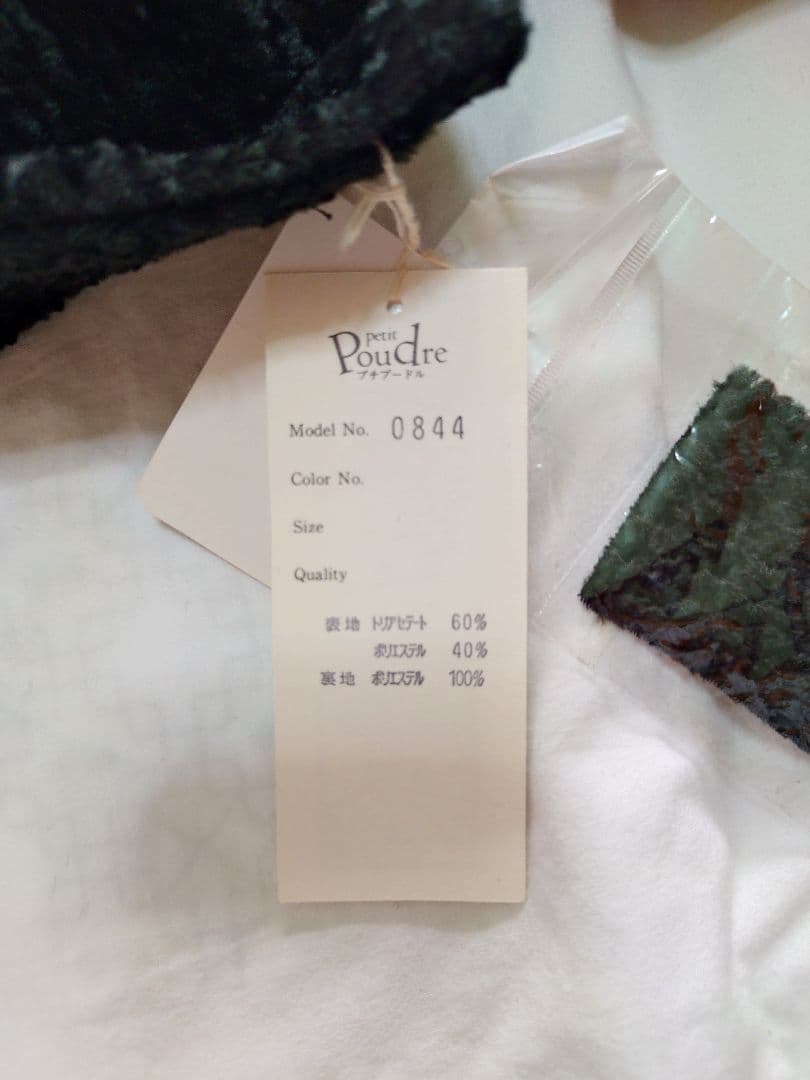 petit
Poudre
プチプードル
Model No. 0844
Color No.
Size
Quality
表地 トリアセテート 60%
ポリエステル 40%
裏地 ポリエステル 100%